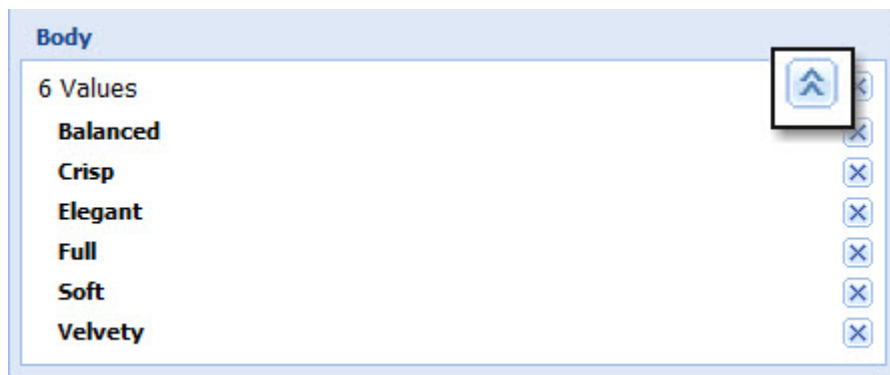 Body
6 Values
Balanced
Crisp
Elegant
Full
Soft
Velvety